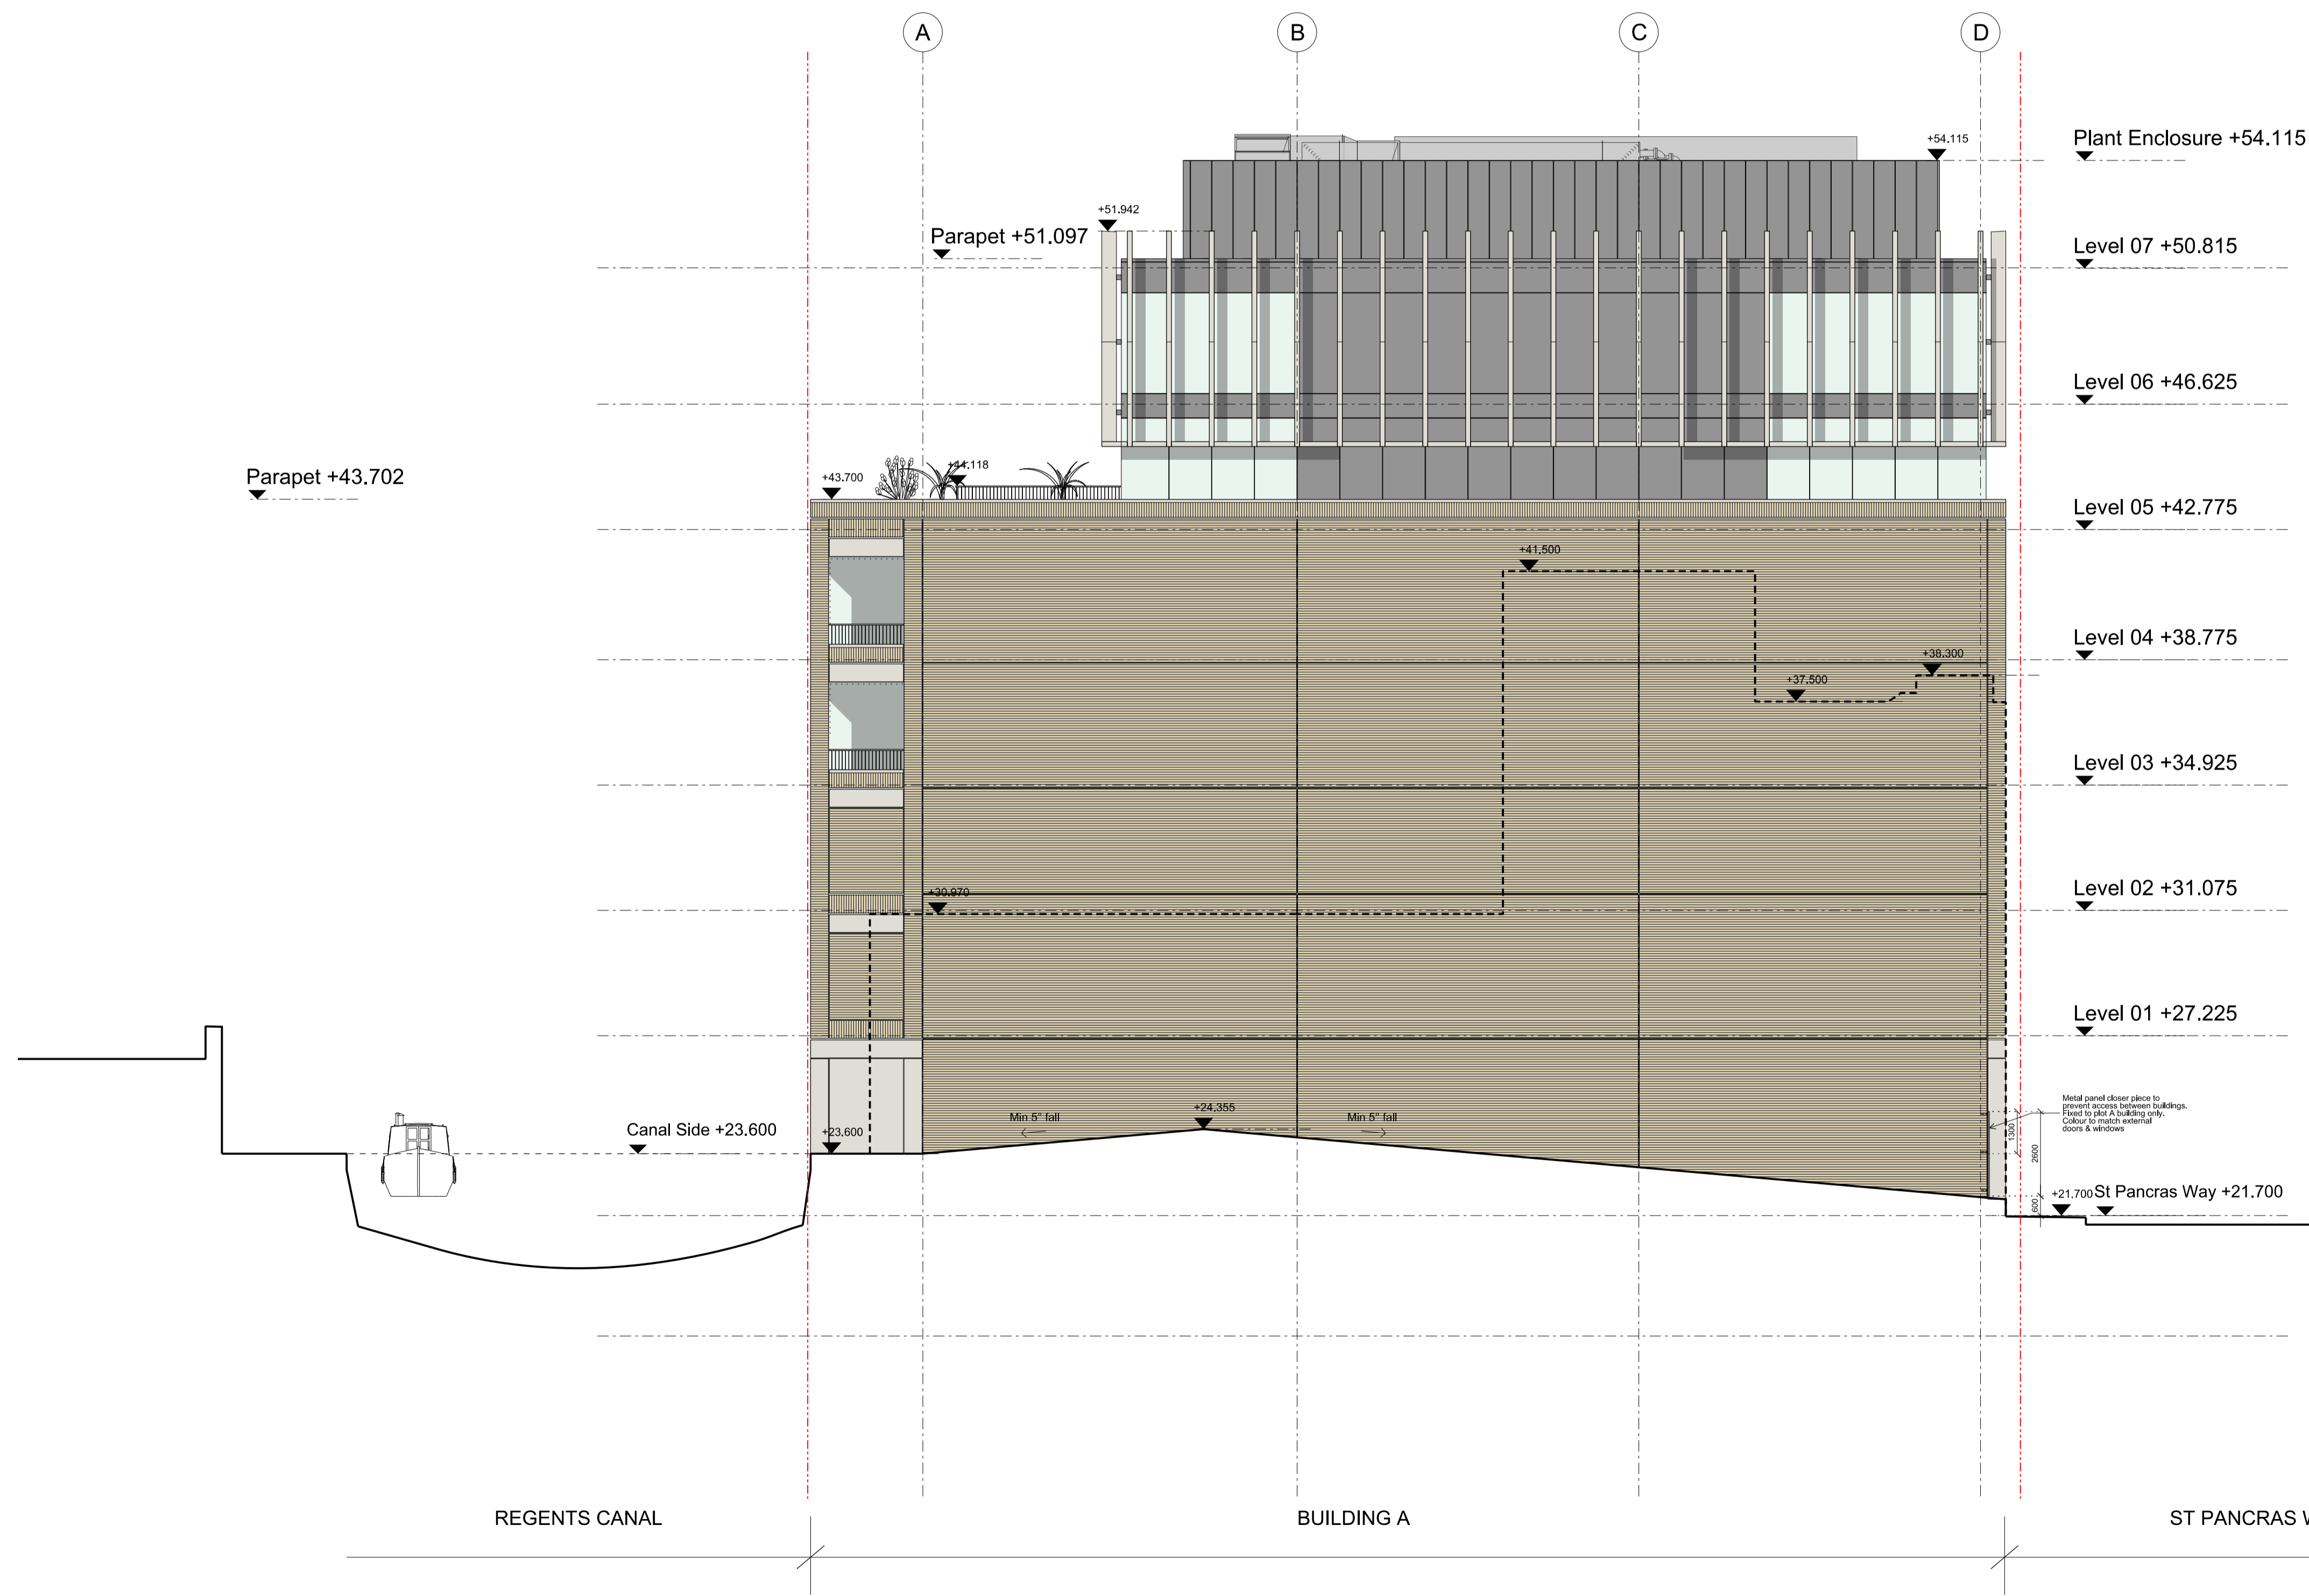 A
B
C
D
+54.115
Plant Enclosure +54.115
+51.942
Parapet +51.097
Level 07 +50.815
Level 06 +46.625
Parapet +43.702
+43.700
+44.118
Level 05 +42.775
+41.500
Level 04 +38.775
+38.300
+37.500
Level 03 +34.925
+30.970
Level 02 +31.075
Level 01 +27.225
Metal panel closer piece to
prevent access between buildings.
Fixed to plot A building only.
Colour to match external
doors & windows
Canal Side +23.600
+23.600
Min 5° fall
+24.355
Min 5° fall
1300
2600
600
+21.700
St Pancras Way +21.700
REGENTS CANAL
BUILDING A
ST PANCRAS